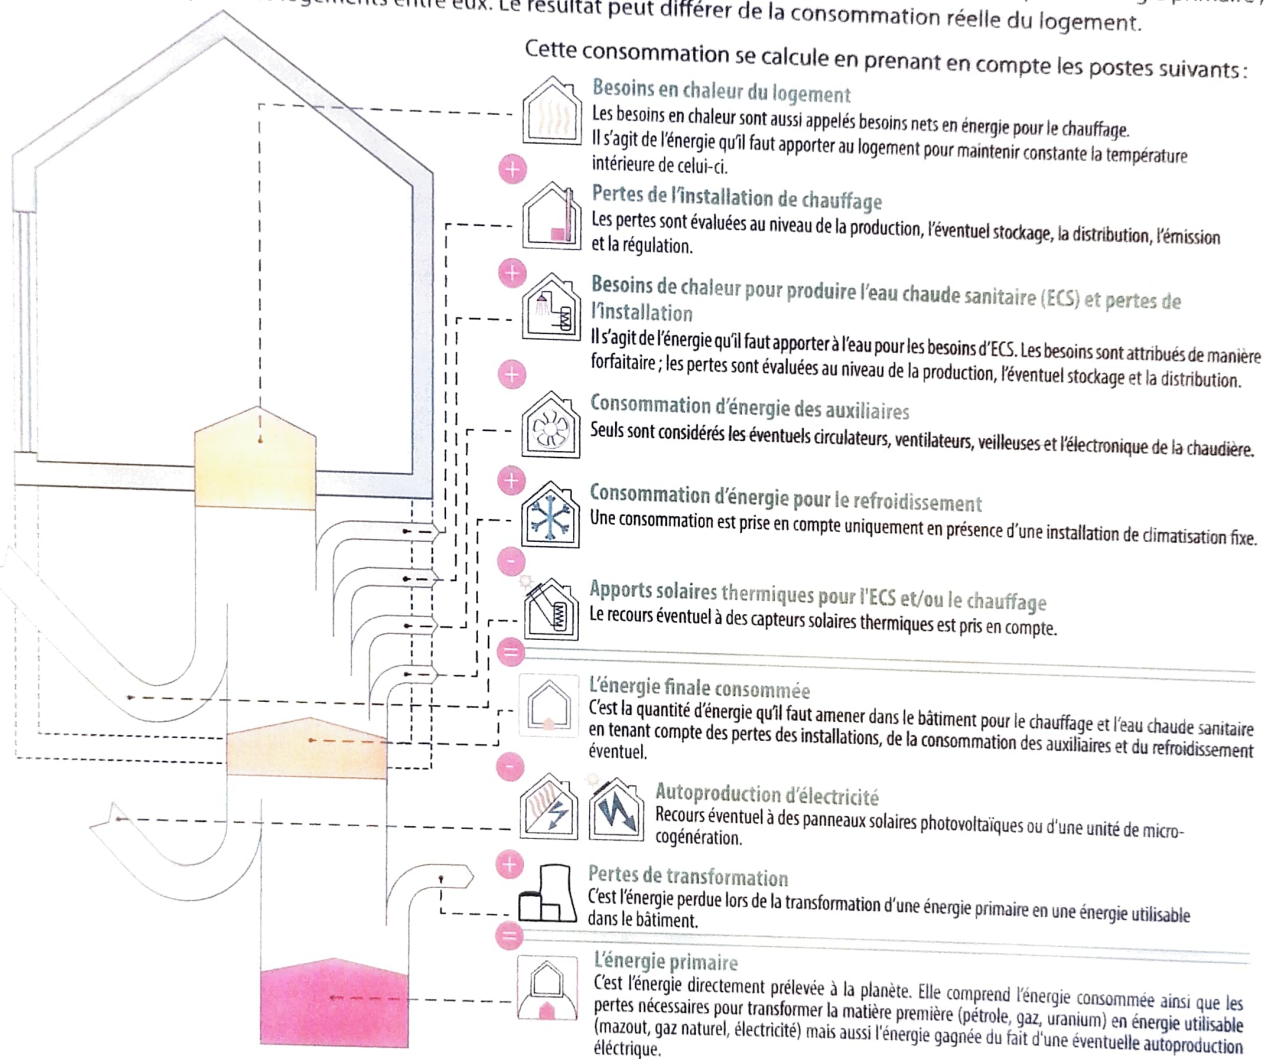 logements entre eux. Le résultat peut différer de la consommation réelle du logement.
Cette consommation se calcule en prenant en compte les postes suivants :
Besoins en chaleur du logement
Les besoins en chaleur sont aussi appelés besoins nets en énergie pour le chauffage.
Il s'agit de l'énergie qu'il faut apporter au logement pour maintenir constante la température
intérieure de celui-ci.
+
Pertes de l'installation de chauffage
Les pertes sont évaluées au niveau de la production, l'éventuel stockage, la distribution, l'émission
et la régulation.
+
Besoins de chaleur pour produire l'eau chaude sanitaire (ECS) et pertes de
l'installation
Il s'agit de l'énergie qu'il faut apporter à l'eau pour les besoins d'ECS. Les besoins sont attribués de manière
forfaitaire ; les pertes sont évaluées au niveau de la production, l'éventuel stockage et la distribution.
+
Consommation d'énergie des auxiliaires
Seuls sont considérés les éventuels circulateurs, ventilateurs, veilleuses et l'électronique de la chaudière.
+
Consommation d'énergie pour le refroidissement
Une consommation est prise en compte uniquement en présence d'une installation de climatisation fixe.
-
Apports solaires thermiques pour l'ECS et/ou le chauffage
Le recours éventuel à des capteurs solaires thermiques est pris en compte.
=
L'énergie finale consommée
C'est la quantité d'énergie qu'il faut amener dans le bâtiment pour le chauffage et l'eau chaude sanitaire
en tenant compte des pertes des installations, de la consommation des auxiliaires et du refroidissement
éventuel.
-
Autoproduction d'électricité
Recours éventuel à des panneaux solaires photovoltaïques ou d'une unité de micro-
cogénération.
+
Pertes de transformation
C'est l'énergie perdue lors de la transformation d'une énergie primaire en une énergie utilisable
dans le bâtiment.
=
L'énergie primaire
C'est l'énergie directement prélevée à la planète. Elle comprend l'énergie consommée ainsi que les
pertes nécessaires pour transformer la matière première (pétrole, gaz, uranium) en énergie utilisable
(mazout, gaz naturel, électricité) mais aussi l'énergie gagnée du fait d'une éventuelle autoproduction
éléctrique.